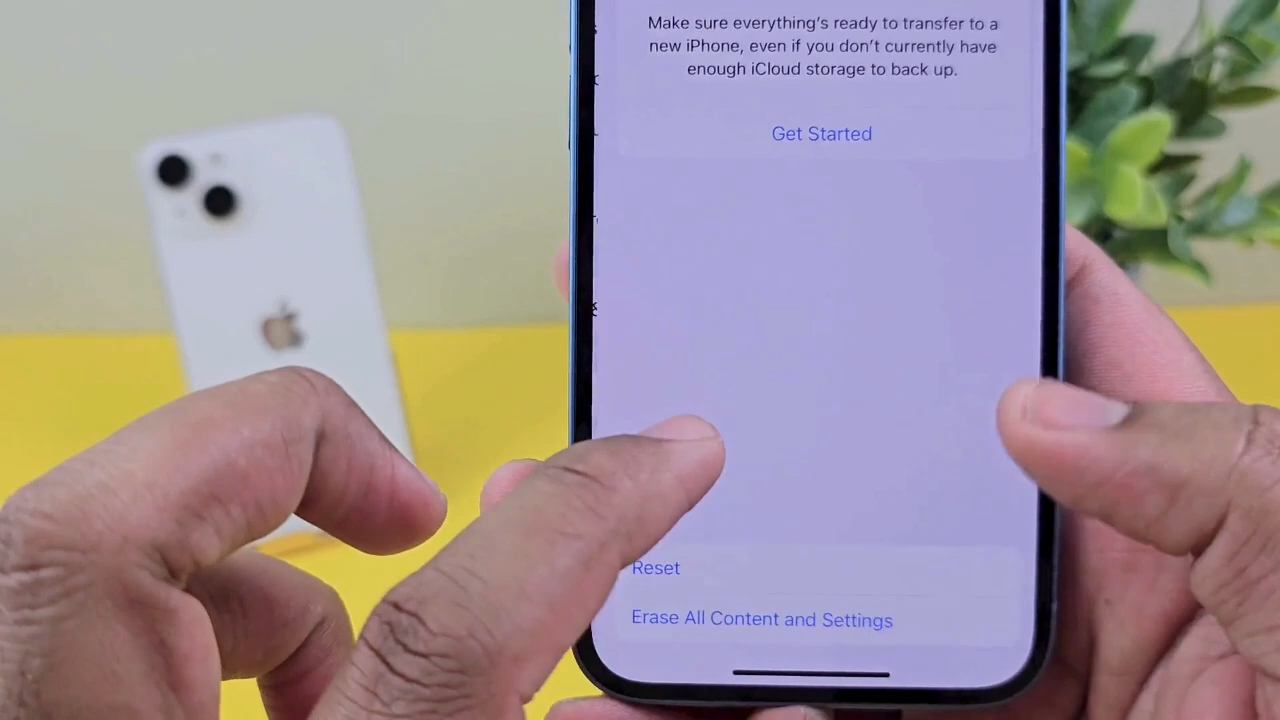 Make sure everything's ready to transfer to a
new iPhone, even if you don't currently have
enough iCloud storage to back up.
Get Started
Reset
Erase All Content and Settings